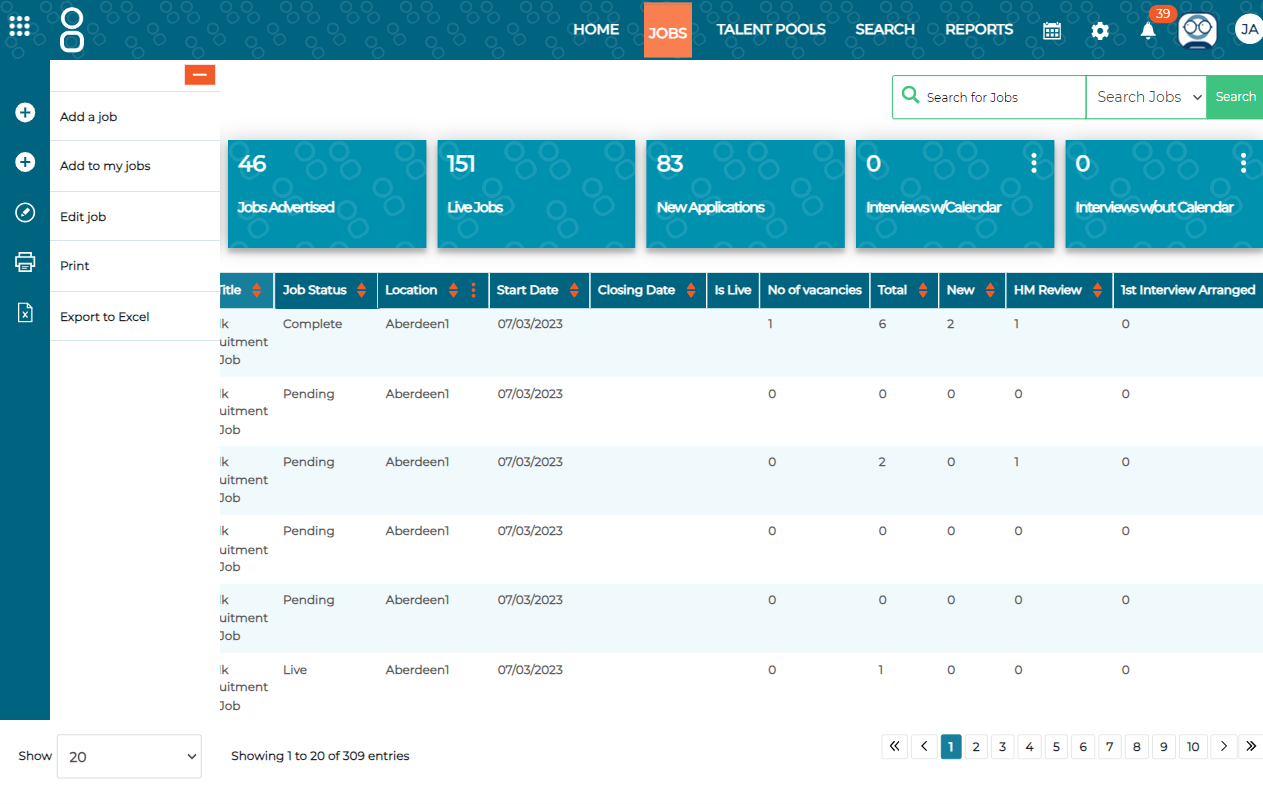 HOME JOBS TALENT POOLS SEARCH REPORTS 39 JA
Add a job
Add to my jobs
Edit job
Print
Export to Excel
Search for Jobs Search Jobs Search
46 151 83 0 0
Jobs Advertised Live Jobs New Applications Interviews w/Calendar Interviews w/out Calendar
Title Job Status Location Start Date Closing Date Is Live No of vacancies Total New HM Review 1st Interview Arranged
lk Complete Aberdeen1 07/03/2023 1 6 2 1 0
uitment
Job
lk Pending Aberdeen1 07/03/2023 0 0 0 0 0
uitment
Job
lk Pending Aberdeen1 07/03/2023 0 2 0 1 0
uitment
Job
lk Pending Aberdeen1 07/03/2023 0 0 0 0 0
uitment
Job
lk Pending Aberdeen1 07/03/2023 0 0 0 0 0
uitment
Job
lk Live Aberdeen1 07/03/2023 0 1 0 0 0
uitment
Job
Show 20 Showing 1 to 20 of 309 entries « ‹ 1 2 3 4 5 6 7 8 9 10 › »